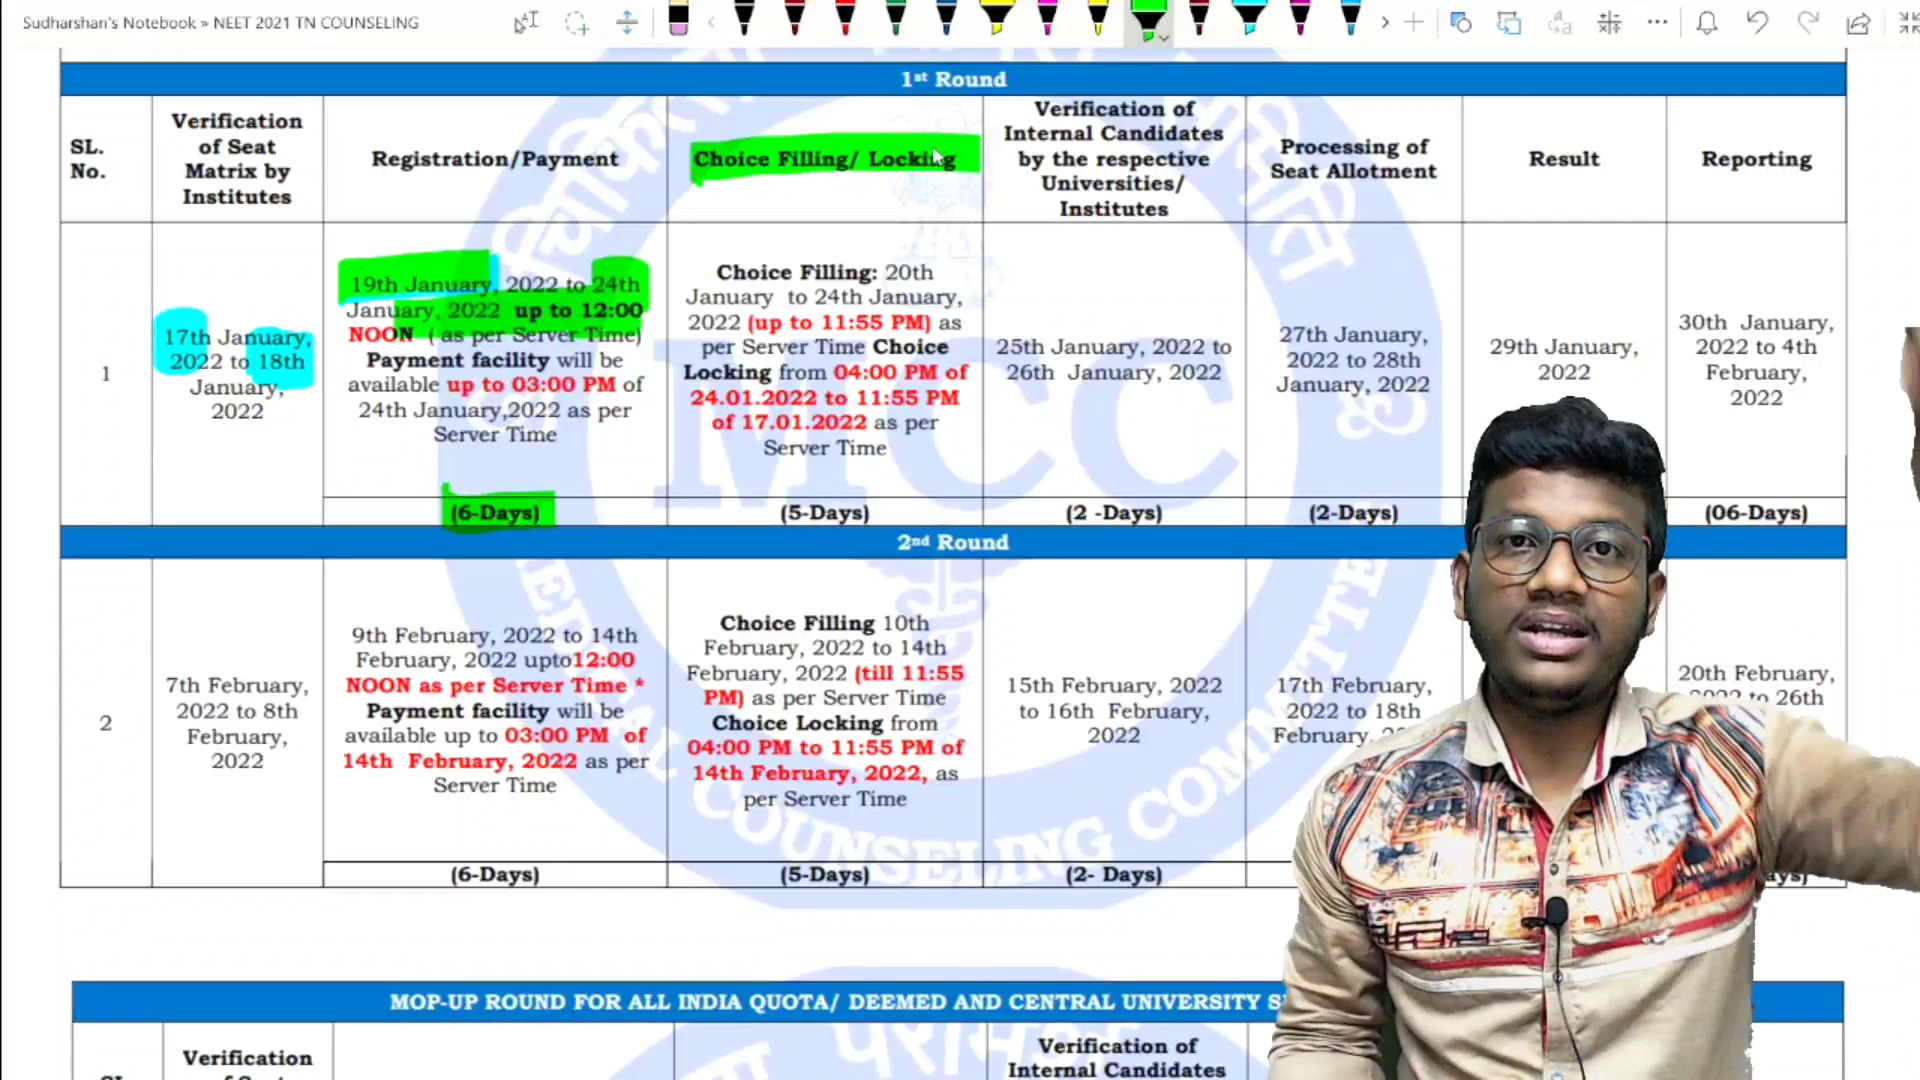 Sudharshan's Notebook » NEET 2021 TN COUNSELING
1st Round
SL. No.
Verification of Seat Matrix by Institutes
Registration/Payment
Choice Filling/ Locking
Verification of Internal Candidates by the respective Universities/ Institutes
Processing of Seat Allotment
Result
Reporting
1
17th January, 2022 to 18th January, 2022
19th January, 2022 to 24th
January, 2022 up to 12:00
NOON ( as per Server Time)
Payment facility will be
available up to 03:00 PM of
24th January,2022 as per
Server Time
Choice Filling: 20th
January to 24th January,
2022 (up to 11:55 PM) as
per Server Time Choice
Locking from 04:00 PM of
24.01.2022 to 11:55 PM
of 17.01.2022 as per
Server Time
25th January, 2022 to
26th January, 2022
27th January,
2022 to 28th
January, 2022
29th January,
2022
30th January,
2022 to 4th
February,
2022
(6-Days)
(5-Days)
(2 -Days)
(2-Days)
(06-Days)
2nd Round
2
7th February,
2022 to 8th
February,
2022
9th February, 2022 to 14th
February, 2022 upto12:00
NOON as per Server Time *
Payment facility will be
available up to 03:00 PM of
14th February, 2022 as per
Server Time
Choice Filling 10th
February, 2022 to 14th
February, 2022 (till 11:55
PM) as per Server Time
Choice Locking from
04:00 PM to 11:55 PM of
14th February, 2022, as
per Server Time
15th February, 2022
to 16th February,
2022
17th February,
2022 to 18th
February,
20th February,
to 26th
(6-Days)
(5-Days)
(2- Days)
MCC
COUNSELING COMMITTEE
MOP-UP ROUND FOR ALL INDIA QUOTA/ DEEMED AND CENTRAL UNIVERSITY
Verification
Verification of
Internal Candidates